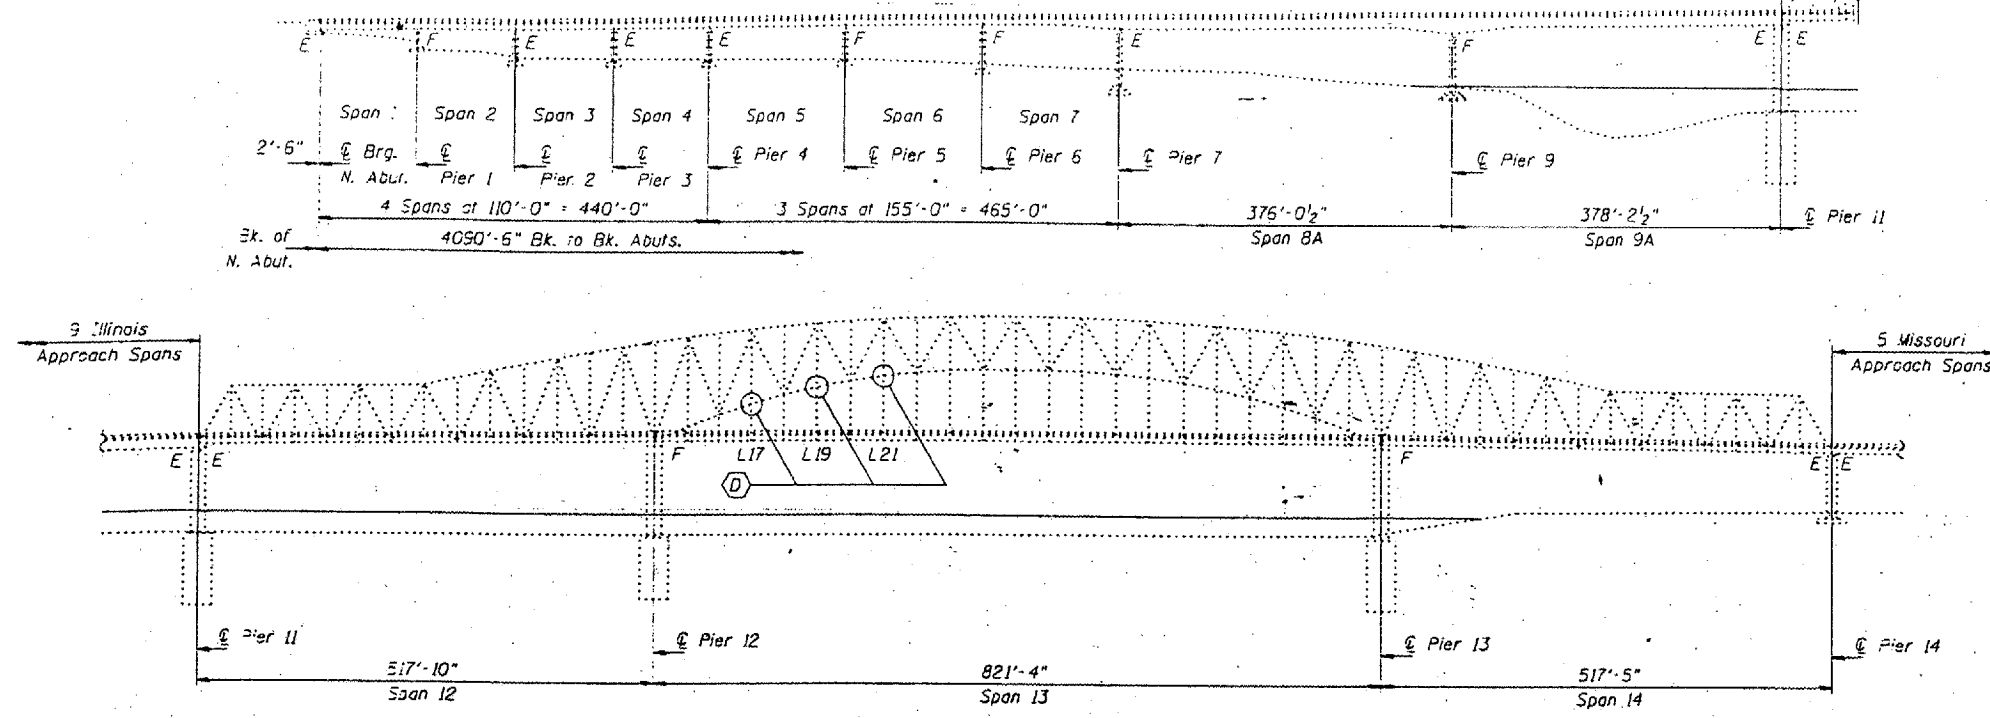 E F E E E F F E F E E
Span 1 Span 2 Span 3 Span 4 Span 5 Span 6 Span 7
2'-6" ℄ Brg. ℄ ℄ ℄ ℄ Pier 4 ℄ Pier 5 ℄ Pier 6 ℄ Pier 7 ℄ Pier 9
N. Abut. Pier 1 Pier 2 Pier 3
4 Spans at 110'-0" = 440'-0" 3 Spans at 155'-0" = 465'-0" 376'-0½" 378'-2½" ℄ Pier 11
Bk. of 4090'-6" Bk. to Bk. Abuts. Span 8A Span 9A
N. Abut.
9 Illinois 5 Missouri
Approach Spans Approach Spans
L17 L19 L21
E E F F E E
D
℄ Pier 11 ℄ Pier 12 ℄ Pier 13 ℄ Pier 14
517'-10" 821'-4" 517'-5"
Span 12 Span 13 Span 14